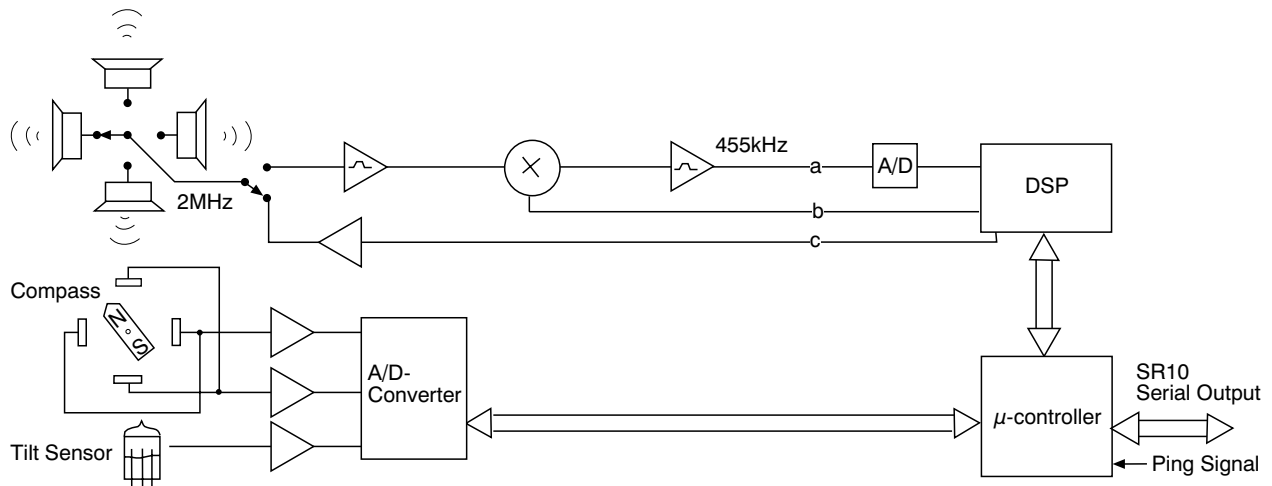 455kHz
a
A/D
DSP
2MHz
b
c
Compass
N
S
A/D-
Converter
SR10
Serial Output
μ-controller
Tilt Sensor
Ping Signal